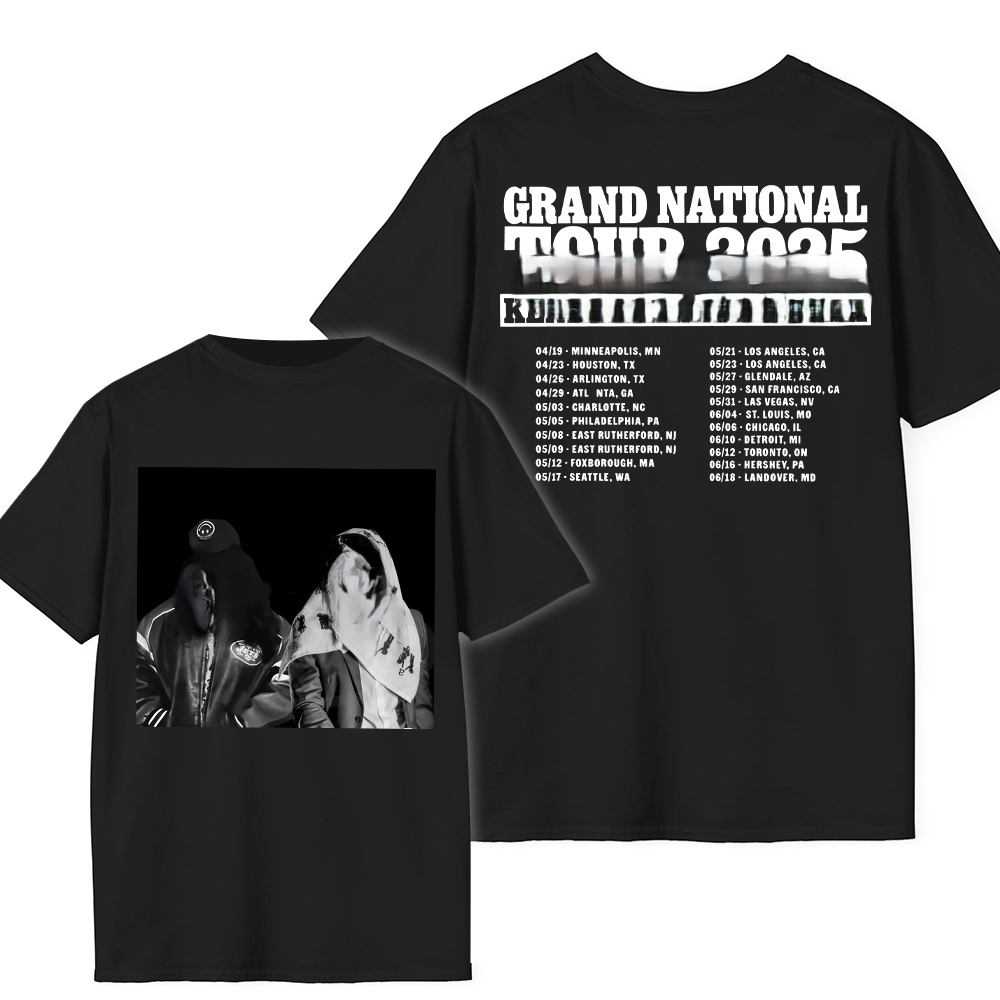 GRAND NATIONAL
TOUR 2025
04/19 - MINNEAPOLIS, MN
04/23 - HOUSTON, TX
04/26 - ARLINGTON, TX
04/29 - ATL NTA, GA
05/03 - CHARLOTTE, NC
05/05 - PHILADELPHIA, PA
05/08 - EAST RUTHERFORD, NJ
05/09 - EAST RUTHERFORD, NJ
05/12 - FOXBOROUGH, MA
05/17 - SEATTLE, WA
05/21 - LOS ANGELES, CA
05/23 - LOS ANGELES, CA
05/27 - GLENDALE, AZ
05/29 - SAN FRANCISCO, CA
05/31 - LAS VEGAS, NV
06/04 - ST. LOUIS, MO
06/06 - CHICAGO, IL
06/10 - DETROIT, MI
06/12 - TORONTO, ON
06/16 - HERSHEY, PA
06/18 - LANDOVER, MD
JETS